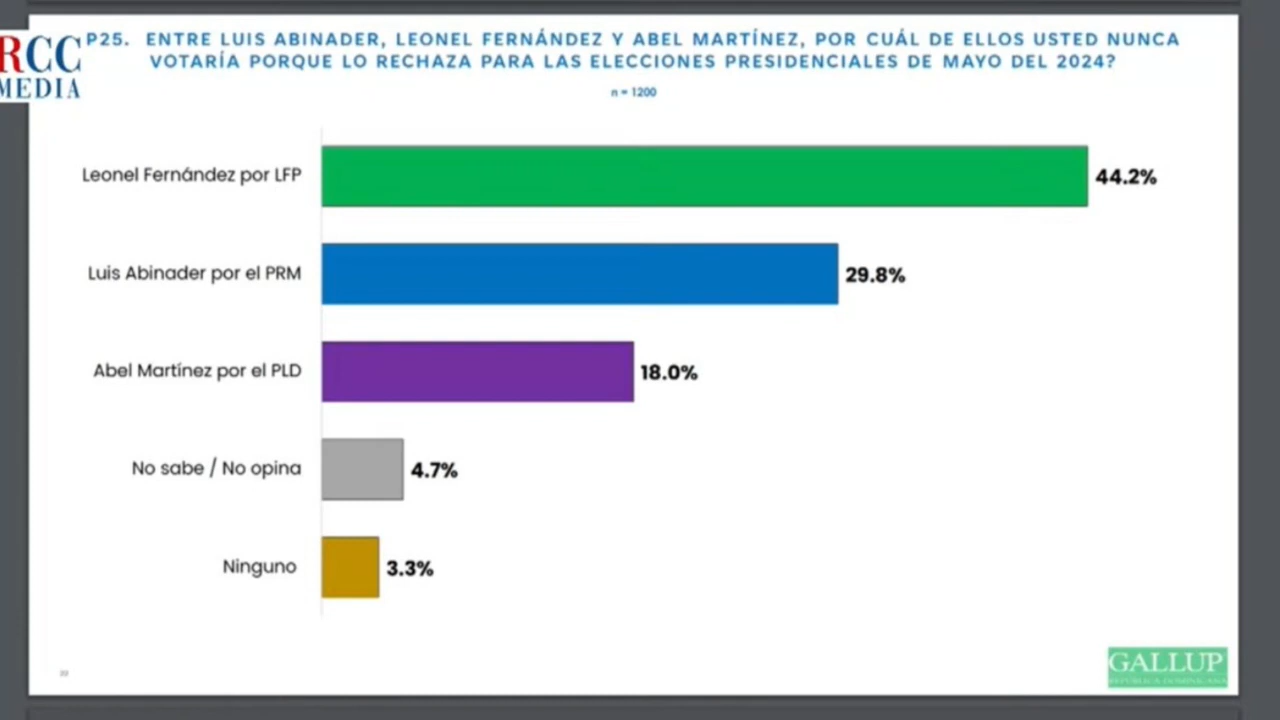 RCC
MEDIA
P25. ENTRE LUIS ABINADER, LEONEL FERNÁNDEZ Y ABEL MARTÍNEZ, POR CUÁL DE ELLOS USTED NUNCA
VOTARÍA PORQUE LO RECHAZA PARA LAS ELECCIONES PRESIDENCIALES DE MAYO DEL 2024?
n = 1200
Leonel Fernández por LFP 44.2%
Luis Abinader por el PRM 29.8%
Abel Martínez por el PLD 18.0%
No sabe / No opina 4.7%
Ninguno 3.3%
GALLUP
REPÚBLICA DOMINICANA